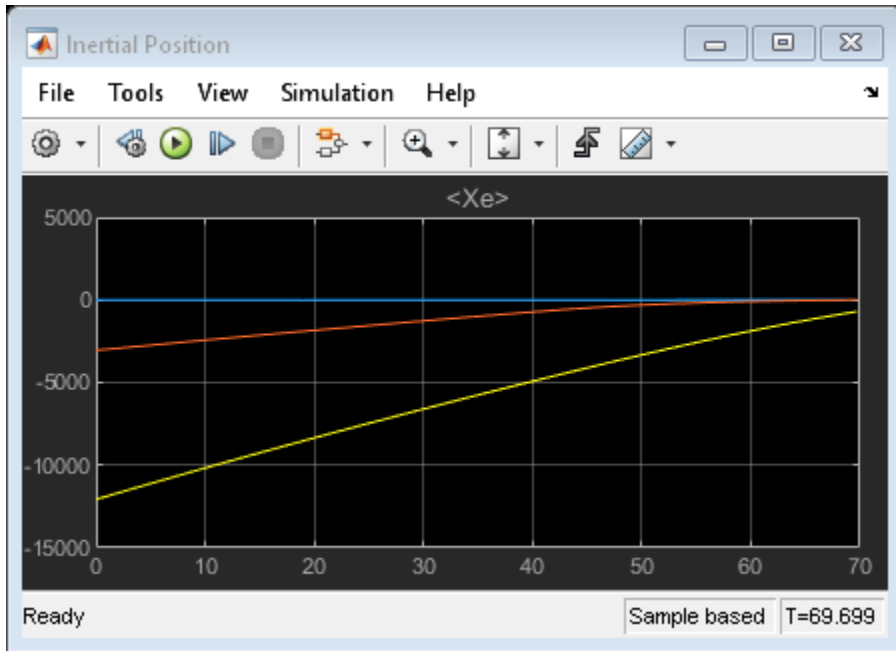 Inertial Position
File Tools View Simulation Help
<Xe>
5000
0
-5000
-10000
-15000
0 10 20 30 40 50 60 70
Ready Sample based T=69.699